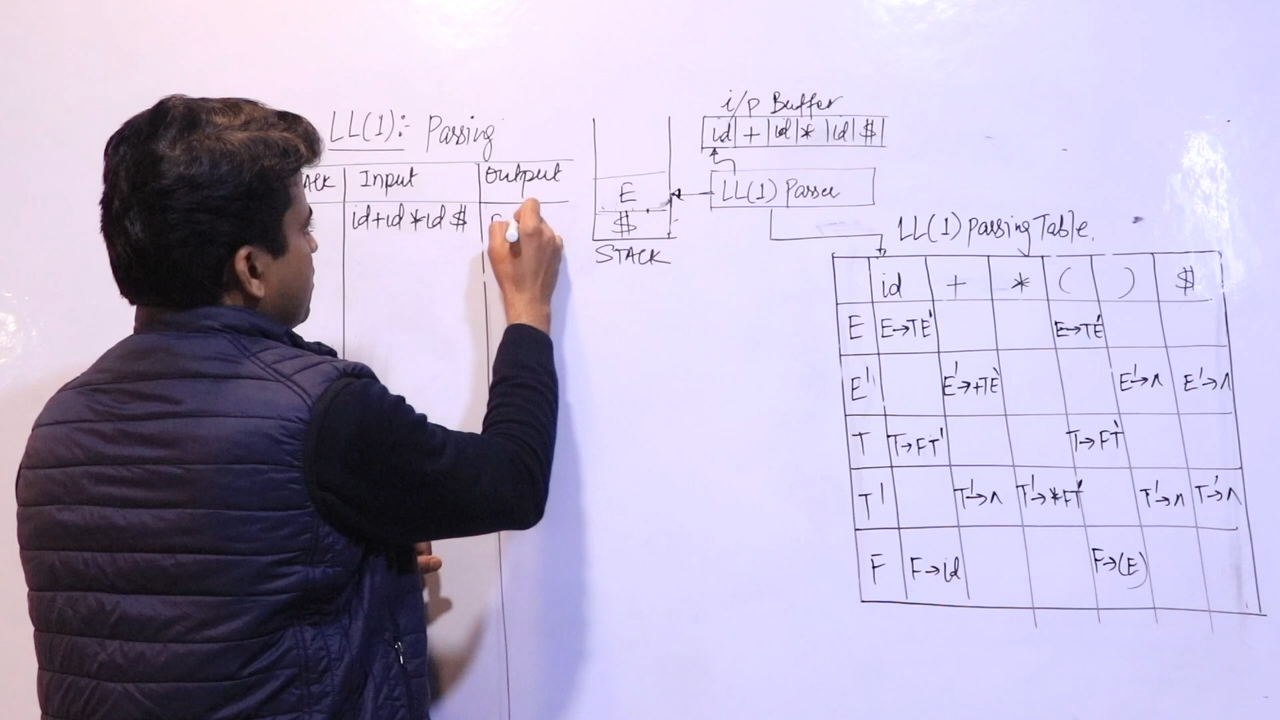 LL(1):- Parsing
Input Output
id+id*id$
i/p Buffer
id + id * id $
LL(1) Parser
E
$
STACK
LL(1) Parsing Table.
id + * ( ) $
E E→TE' E→TE'
E' E'→+TE' E'→∧ E'→∧
T T→FT' T→FT'
T' T'→∧ T'→*FT' T'→∧ T'→∧
F F→id F→(E)